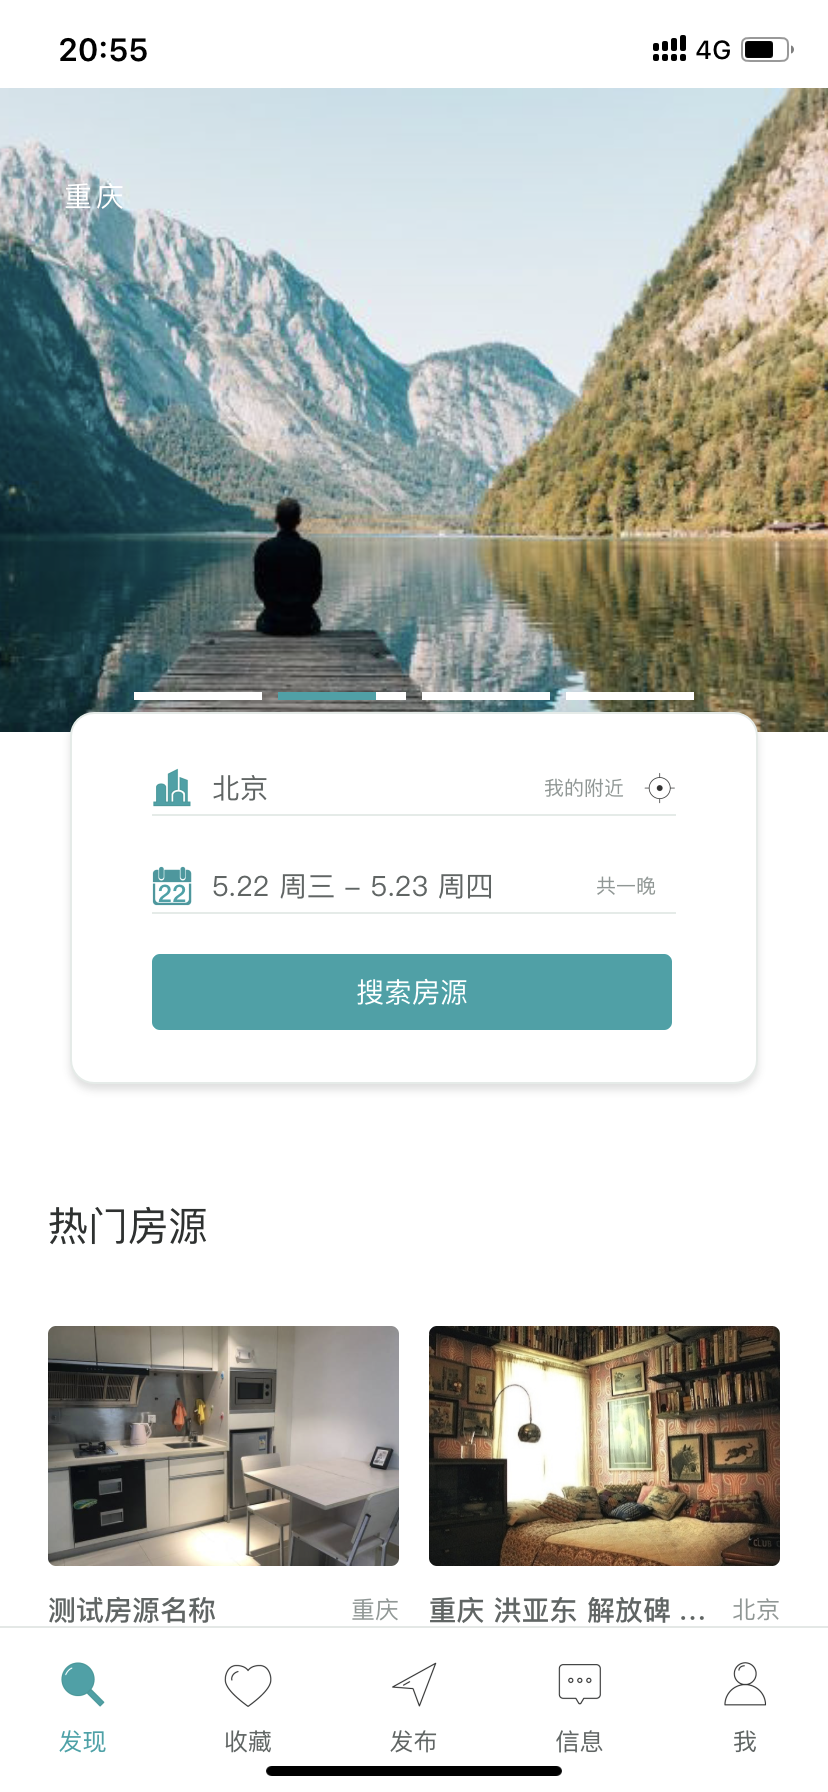 20:55
4G
重庆
北京
我的附近
22
5.22 周三 – 5.23 周四
共一晚
搜索房源
热门房源
测试房源名称
重庆
重庆 洪亚东 解放碑 ...
北京
发现
收藏
发布
信息
我